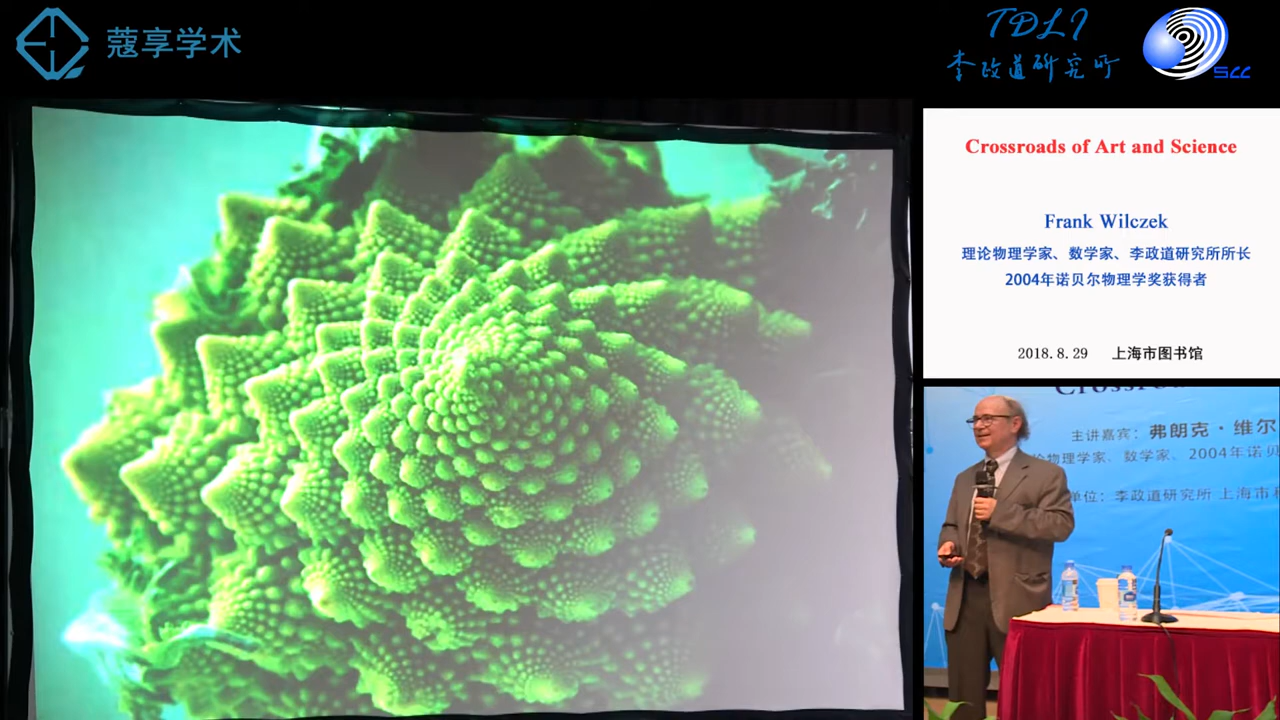 蔻享学术
TDLI
李政道研究所
SCC
Crossroads of Art and Science
Frank Wilczek
理论物理学家、数学家、李政道研究所所长
2004年诺贝尔物理学奖获得者
2018.8.29 上海市图书馆
主讲嘉宾：弗朗克·维尔
物理学家、数学家、2004年诺贝
单位：李政道研究所 上海市